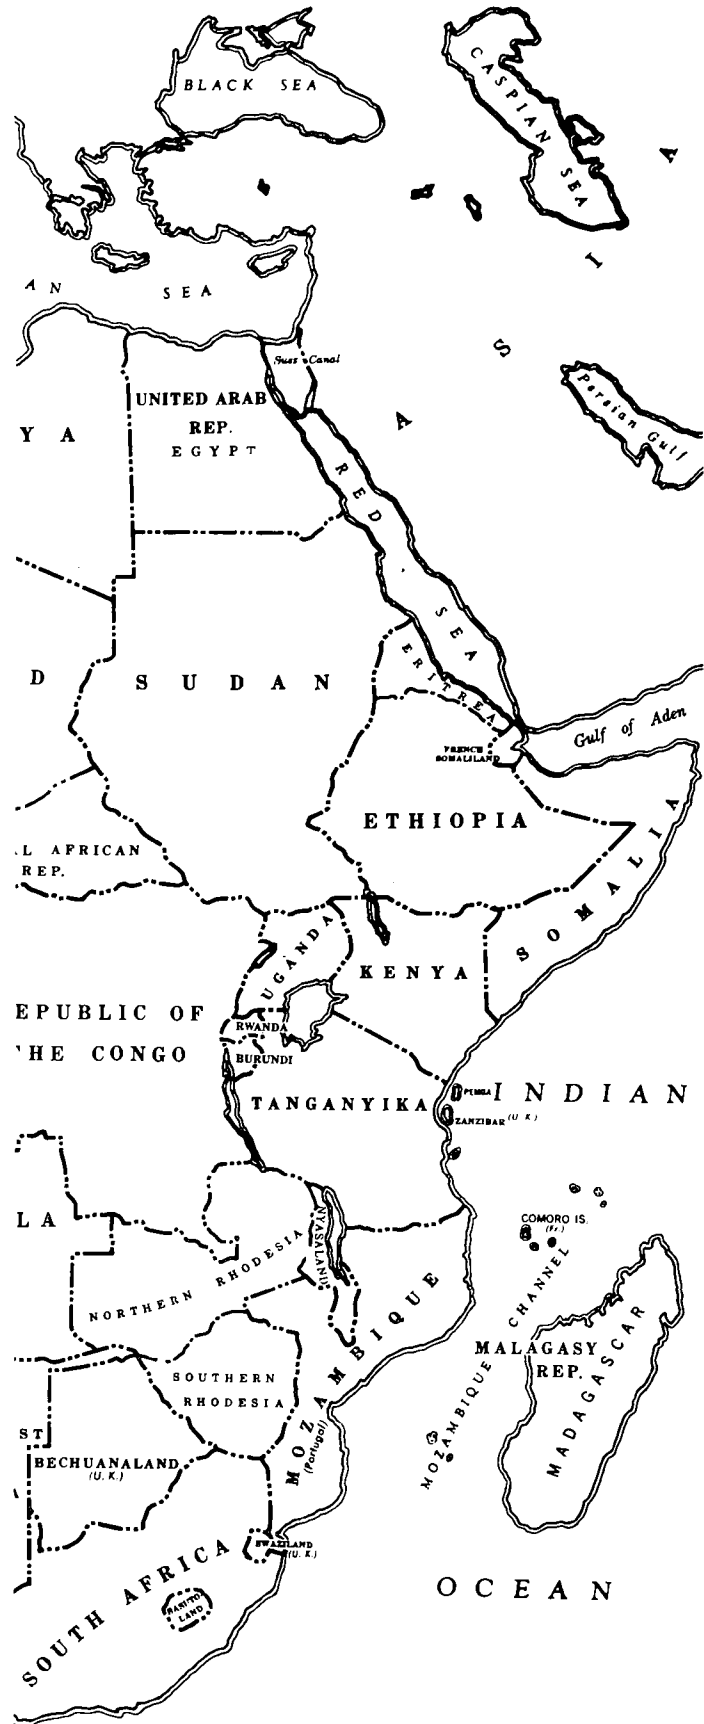 BLACK SEA
CASPIAN SEA
ASIA
AN SEA
Suez Canal
Persian Gulf
UNITED ARAB
REP.
EGYPT
YA
RED SEA
D
SUDAN
ERITREA
Gulf of Aden
FRENCH
SOMALILAND
ETHIOPIA
SOMALIA
L AFRICAN
REP.
UGANDA
KENYA
EPUBLIC OF
HE CONGO
RWANDA
BURUNDI
TANGANYIKA
PEMBA
INDIAN
ZANZIBAR (U.K.)
LA
NYASALAND
COMORO IS.
(Fr.)
NORTHERN RHODESIA
MOZAMBIQUE
(Portugal)
MOZAMBIQUE CHANNEL
MALAGASY
REP.
MADAGASCAR
SOUTHERN
RHODESIA
ST
BECHUANALAND
(U.K.)
SWAZILAND
(U.K.)
OCEAN
SOUTH AFRICA
BASUTO
LAND